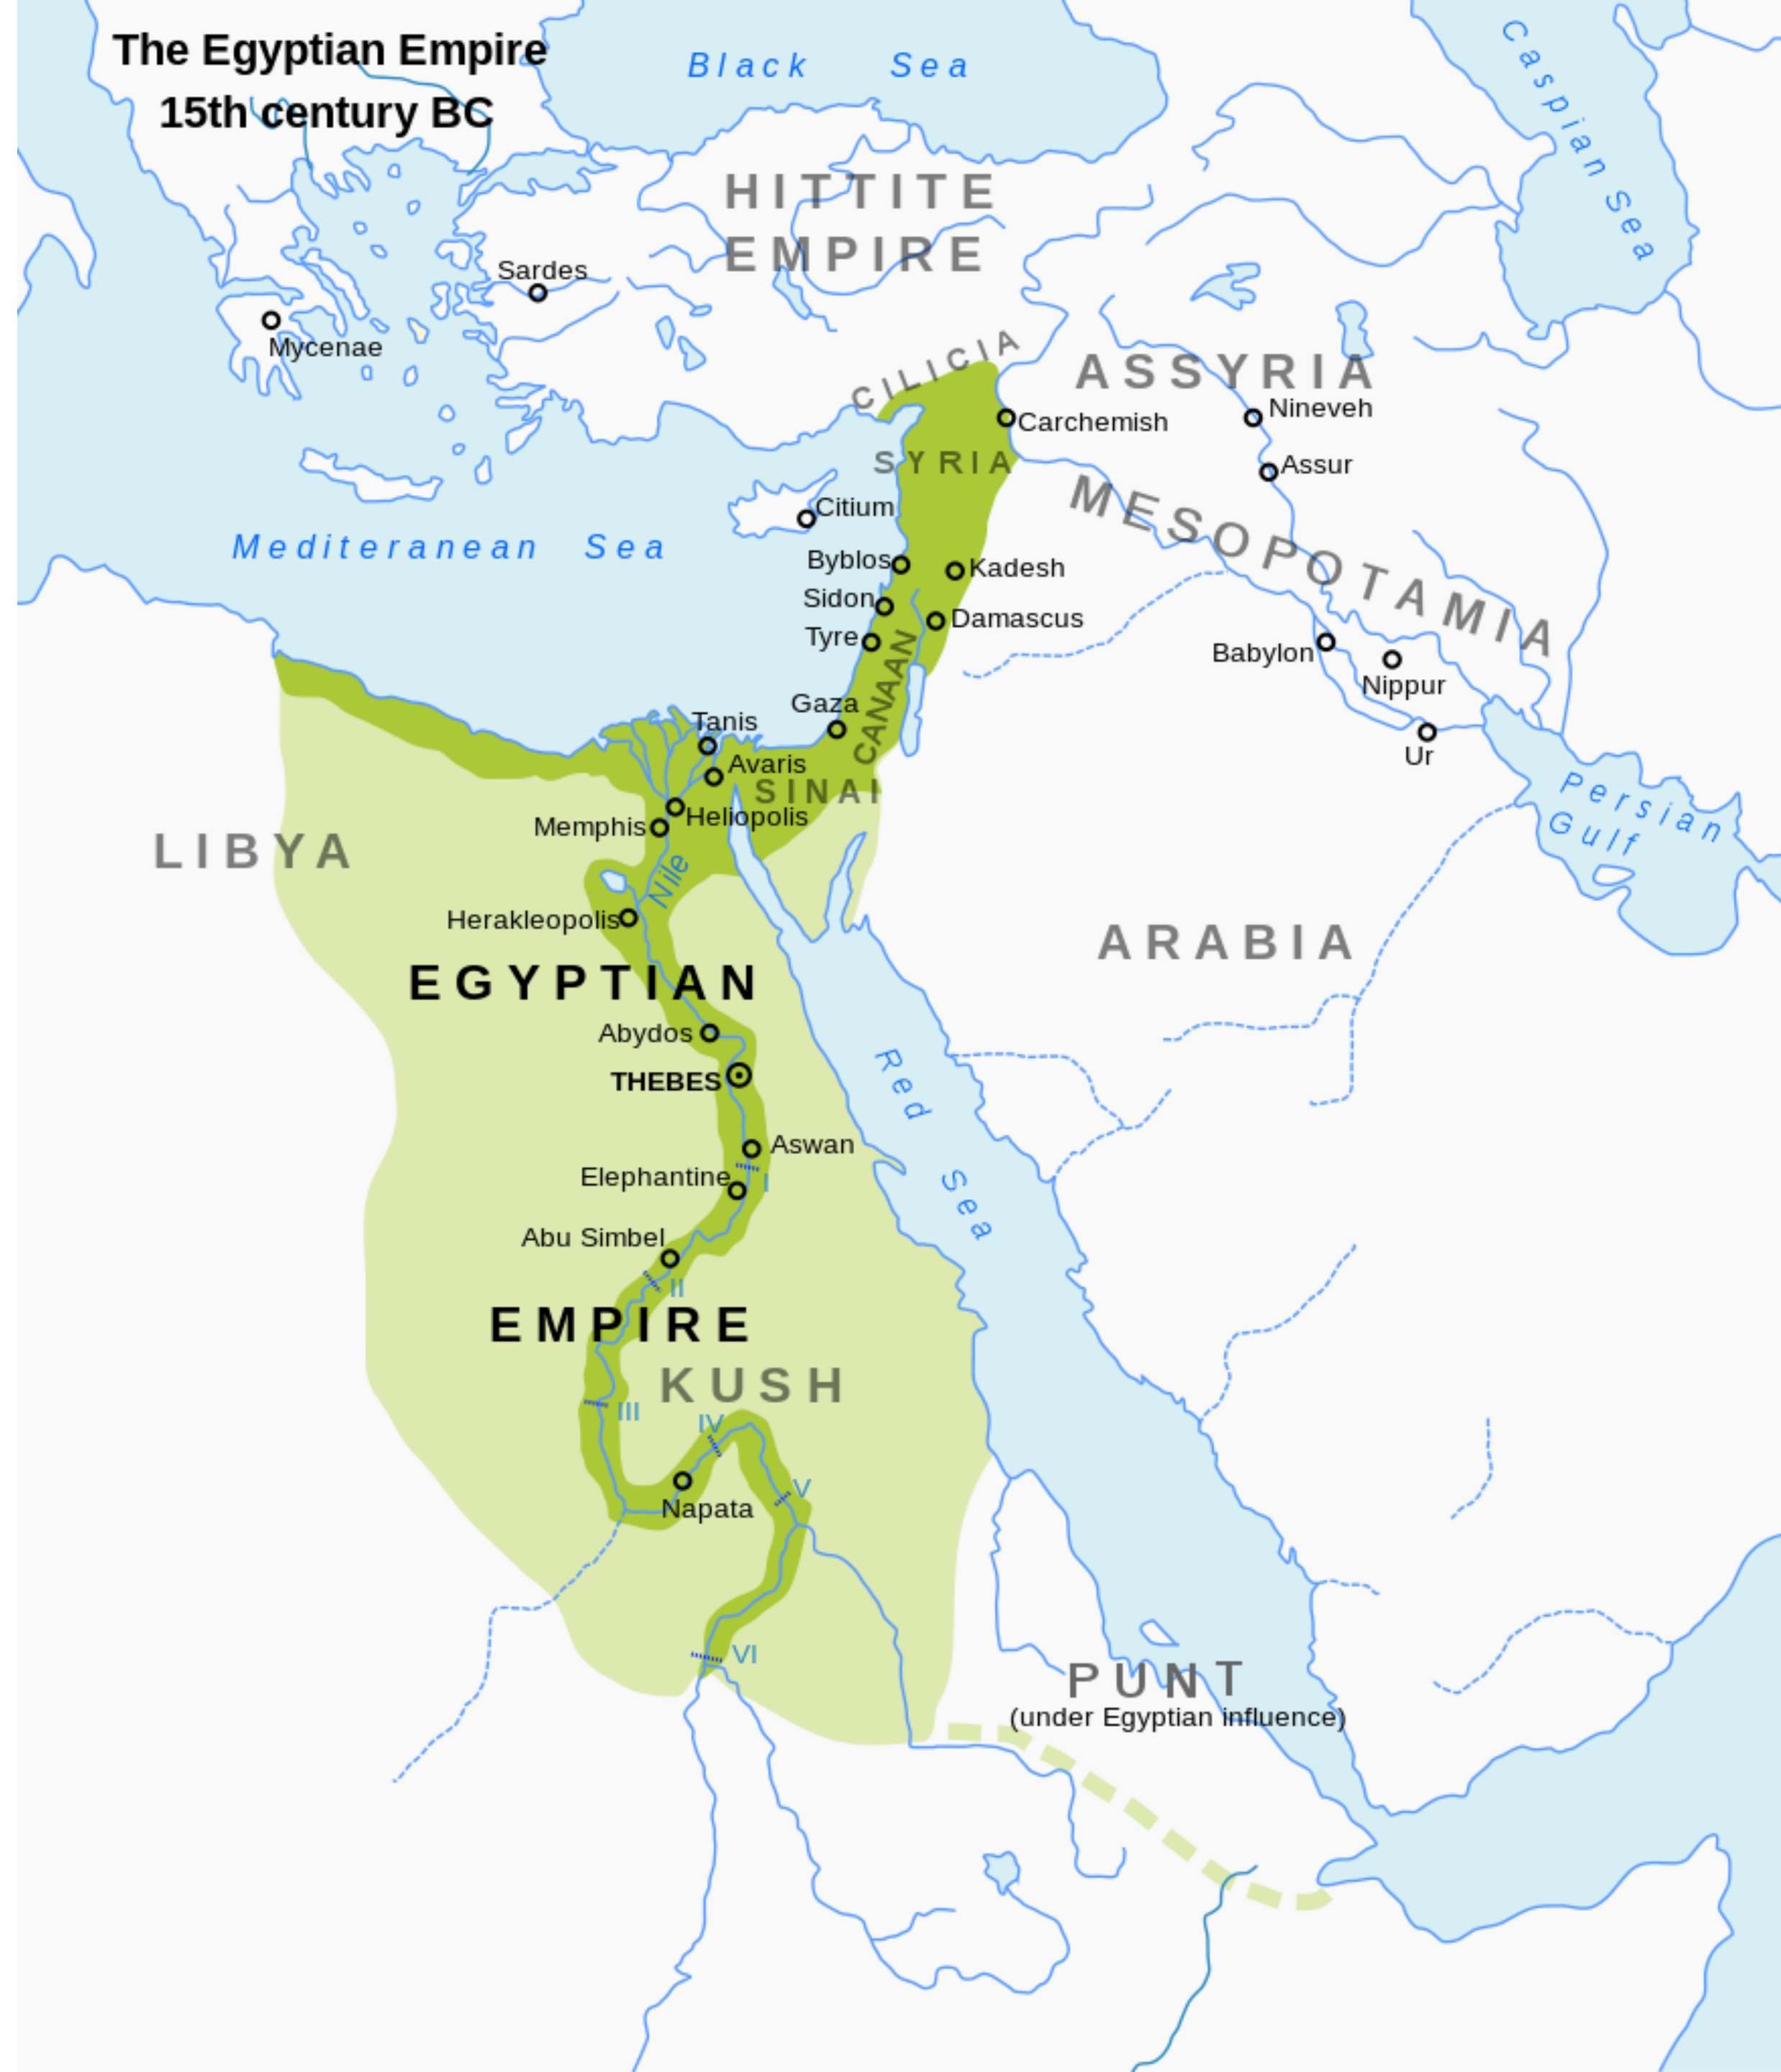 The Egyptian Empire
15th century BC
Black Sea
Caspian Sea
HITTITE
EMPIRE
Sardes
Mycenae
CILICIA
ASSYRIA
Nineveh
Carchemish
SYRIA
Assur
MESOPOTAMIA
Citium
Mediteranean Sea
Byblos
Kadesh
Sidon
Damascus
Tyre
CANAAN
Babylon
Nippur
Gaza
Tanis
Ur
Avaris
SINAI
Persian
Gulf
Heliopolis
Memphis
LIBYA
Nile
Herakleopolis
ARABIA
EGYPTIAN
Abydos
THEBES
Red Sea
Aswan
Elephantine
I
Abu Simbel
II
EMPIRE
KUSH
III
IV
V
Napata
VI
PUNT
(under Egyptian influence)